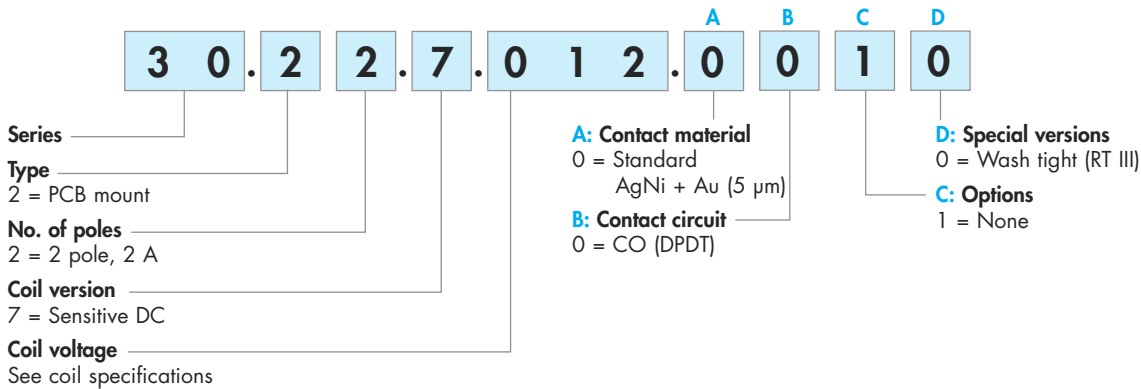 A B C D
3 0 . 2 2 . 7 . 0 1 2 . 0 0 1 0
Series
Type
2 = PCB mount
No. of poles
2 = 2 pole, 2 A
Coil version
7 = Sensitive DC
Coil voltage
See coil specifications
A: Contact material
0 = Standard
AgNi + Au (5 μm)
B: Contact circuit
0 = CO (DPDT)
D: Special versions
0 = Wash tight (RT III)
C: Options
1 = None